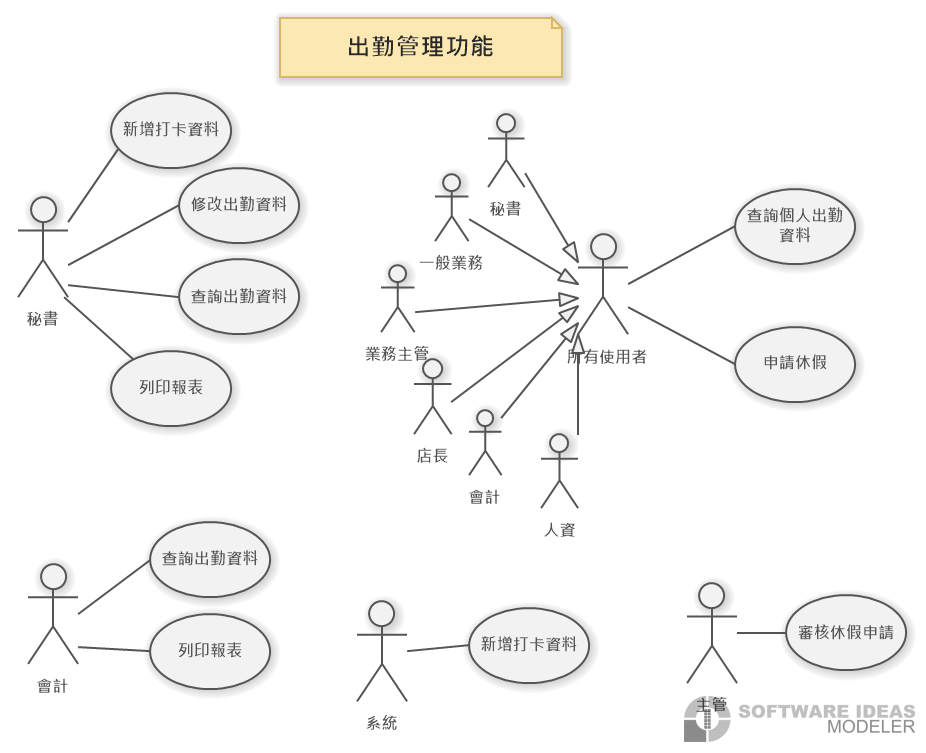 出勤管理功能
新增打卡資料
修改出勤資料
查詢出勤資料
列印報表
秘書
秘書
一般業務
業務主管
店長
會計
人資
所有使用者
查詢個人出勤
資料
申請休假
查詢出勤資料
列印報表
會計
新增打卡資料
系統
審核休假申請
主管
SOFTWARE IDEAS
MODELER